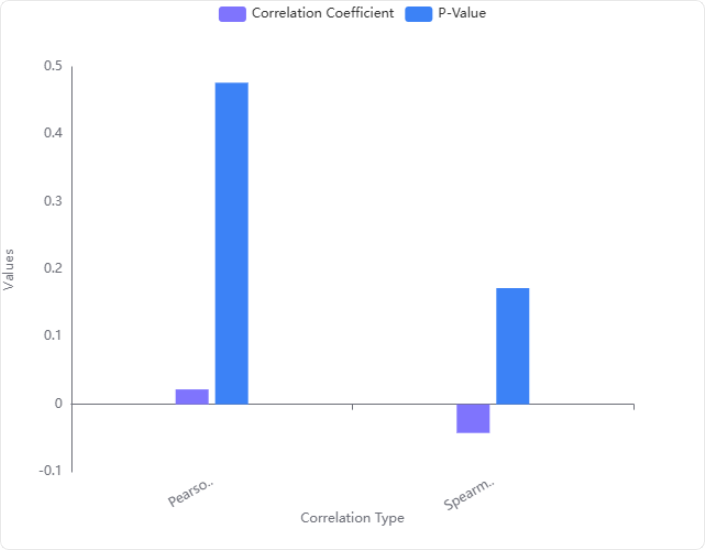 Correlation Coefficient P-Value
0.5
0.4
0.3
0.2
0.1
0
-0.1
Values
Pearso.. Spearm..
Correlation Type